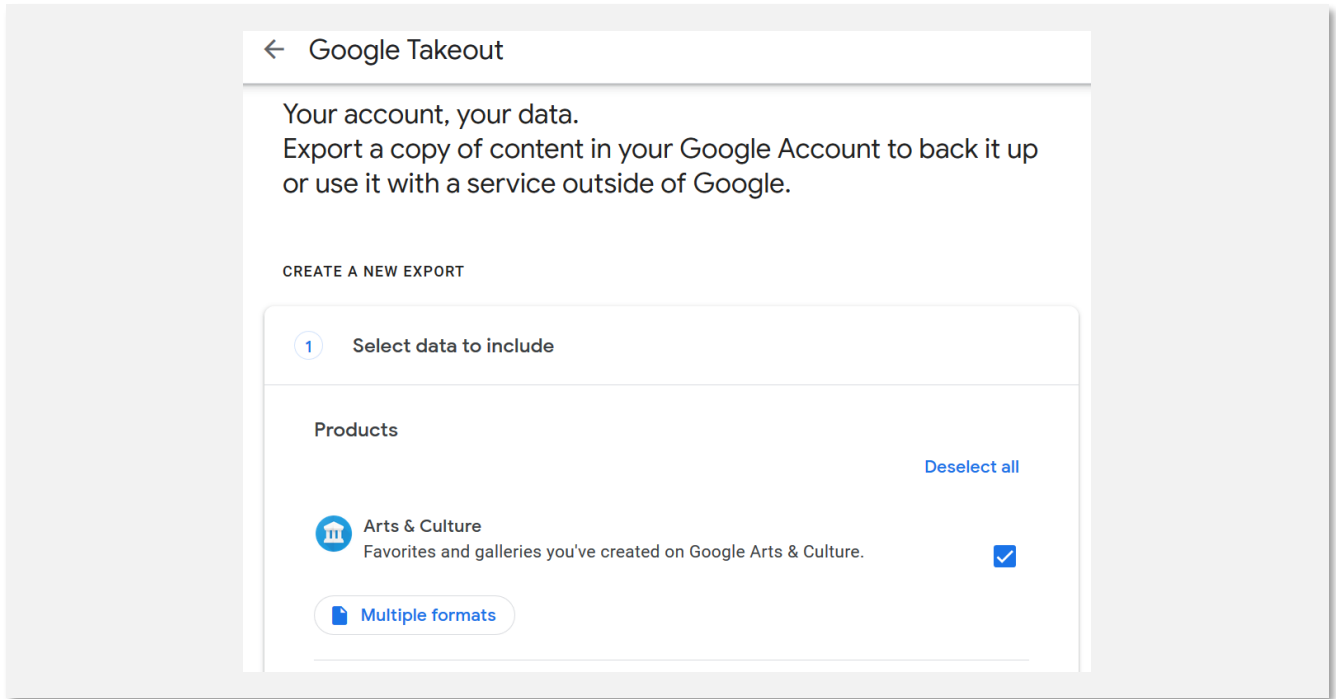 Google Takeout
Your account, your data.
Export a copy of content in your Google Account to back it up
or use it with a service outside of Google.
CREATE A NEW EXPORT
1 Select data to include
Products
Deselect all
Arts & Culture
Favorites and galleries you've created on Google Arts & Culture.
Multiple formats